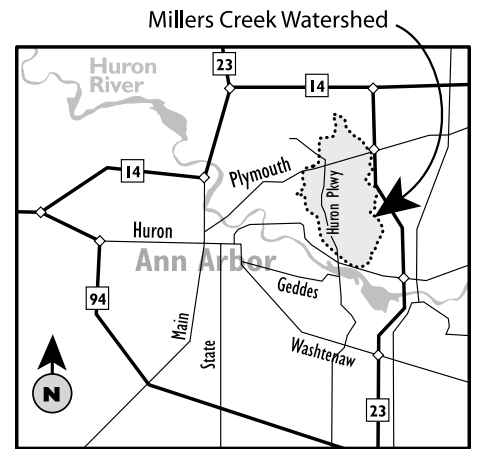 Millers Creek Watershed
23
Huron
River
14
Plymouth
14
Huron Pkwy
Huron
Ann Arbor
Geddes
94
Main
State
Washtenaw
N
23